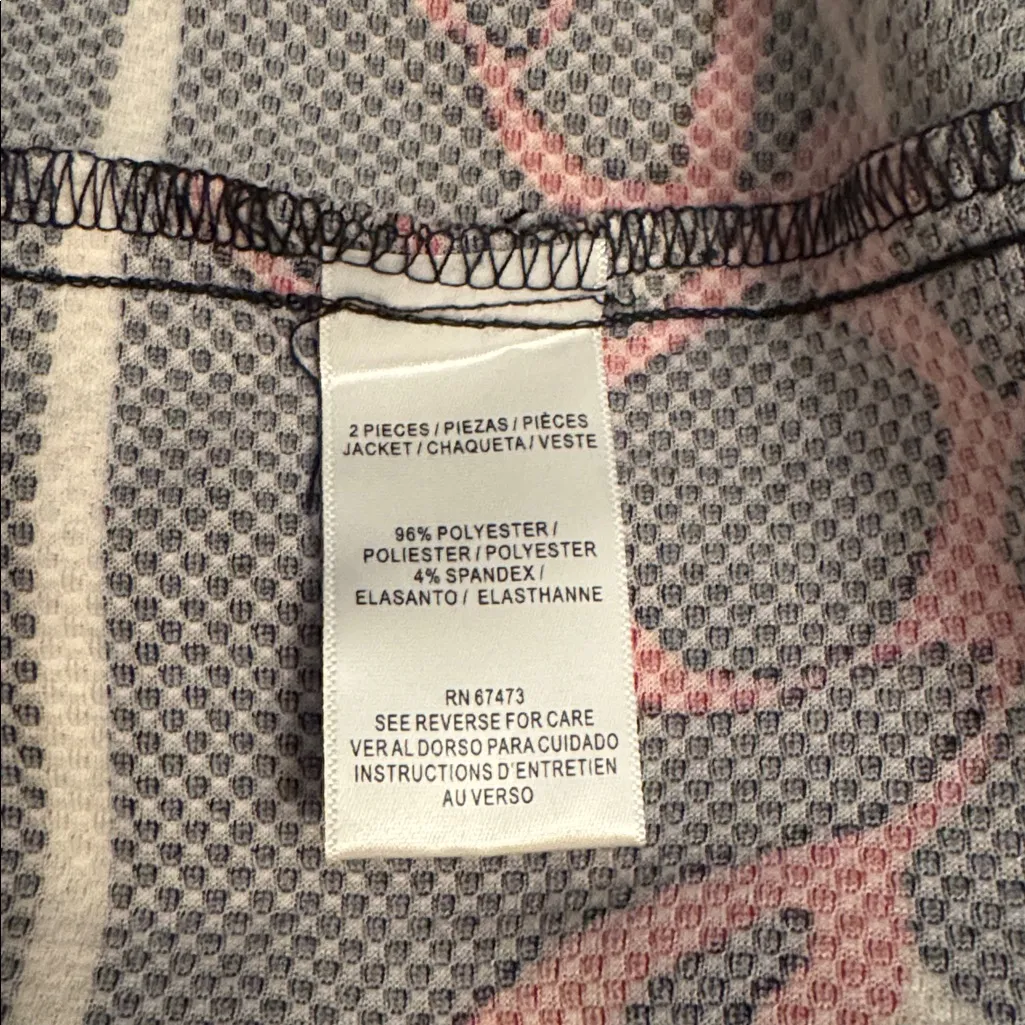 2 PIECES / PIEZAS / PIÈCES
JACKET / CHAQUETA / VESTE
96% POLYESTER /
POLIESTER / POLYESTER
4% SPANDEX /
ELASANTO / ELASTHANNE
RN 67473
SEE REVERSE FOR CARE
VER AL DORSO PARA CUIDADO
INSTRUCTIONS D'ENTRETIEN
AU VERSO